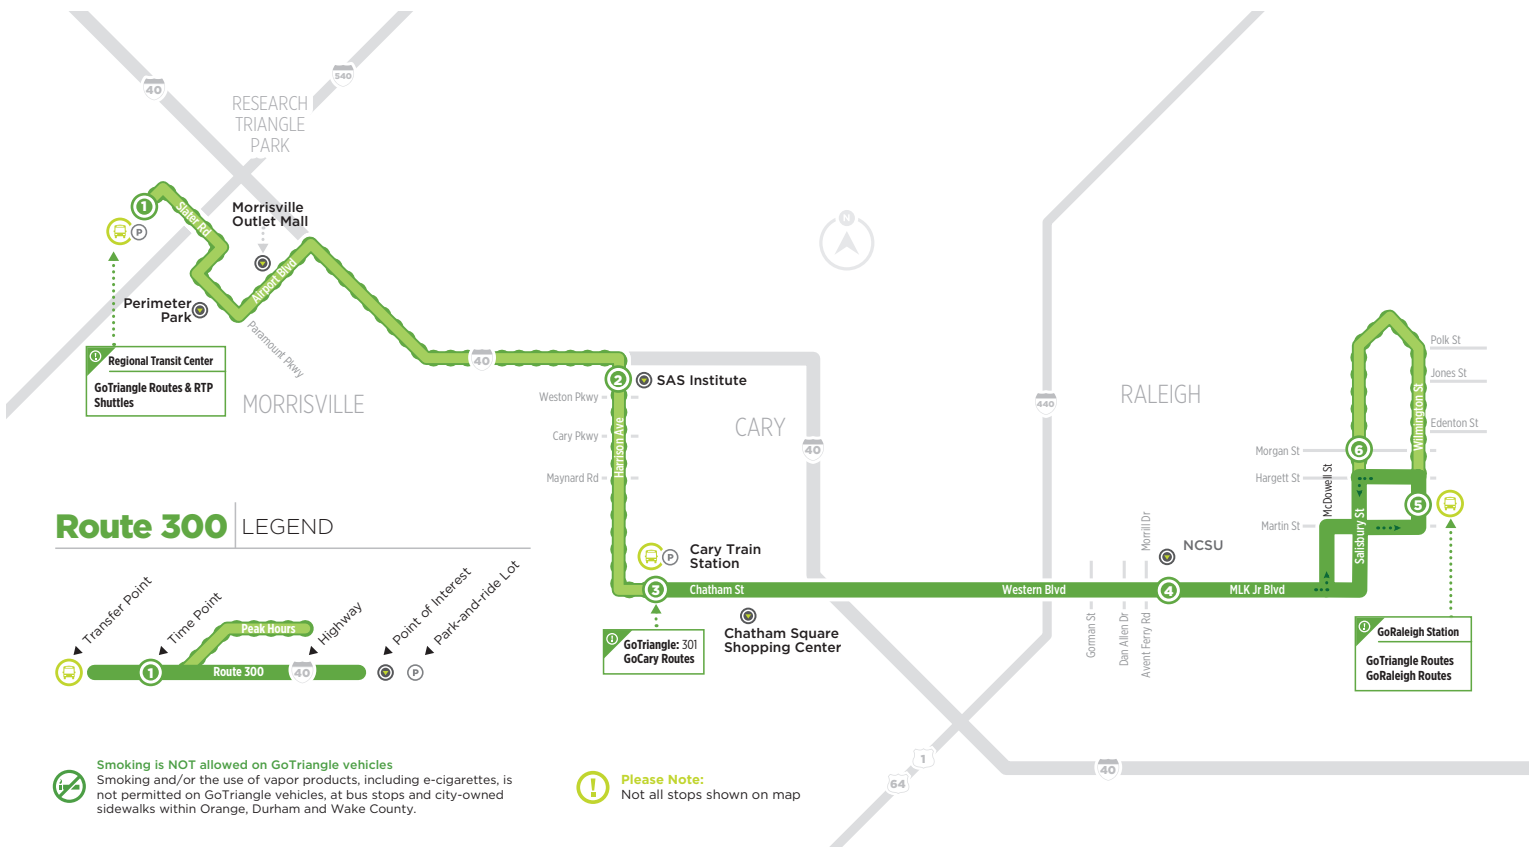 40
540
RESEARCH
TRIANGLE
PARK
1
Slater Rd
P
Morrisville
Outlet Mall
Airport Blvd
Perimeter
Park
Paramount Pkwy
Regional Transit Center
GoTriangle Routes & RTP
Shuttles
MORRISVILLE
N
40
2
SAS Institute
Weston Pkwy
Cary Pkwy
Maynard Rd
Harrison Ave
CARY
40
440
RALEIGH
Polk St
Jones St
Edenton St
Wilmington St
Morgan St
6
Hargett St
McDowell St
5
Martin St
Salisbury St
P
Cary Train
Station
3
Chatham St
Western Blvd
Morrill Dr
NCSU
4
MLK Jr Blvd
Gorman St
Dan Allen Dr
Avent Ferry Rd
Chatham Square
Shopping Center
GoTriangle: 301
GoCary Routes
GoRaleigh Station
GoTriangle Routes
GoRaleigh Routes
1
64
40
Route 300 LEGEND
Transfer Point
Time Point
Peak Hours
Highway
Point of Interest
Park-and-ride Lot
1
Route 300
40
P
Smoking is NOT allowed on GoTriangle vehicles
Smoking and/or the use of vapor products, including e-cigarettes, is
not permitted on GoTriangle vehicles, at bus stops and city-owned
sidewalks within Orange, Durham and Wake County.
Please Note:
Not all stops shown on map